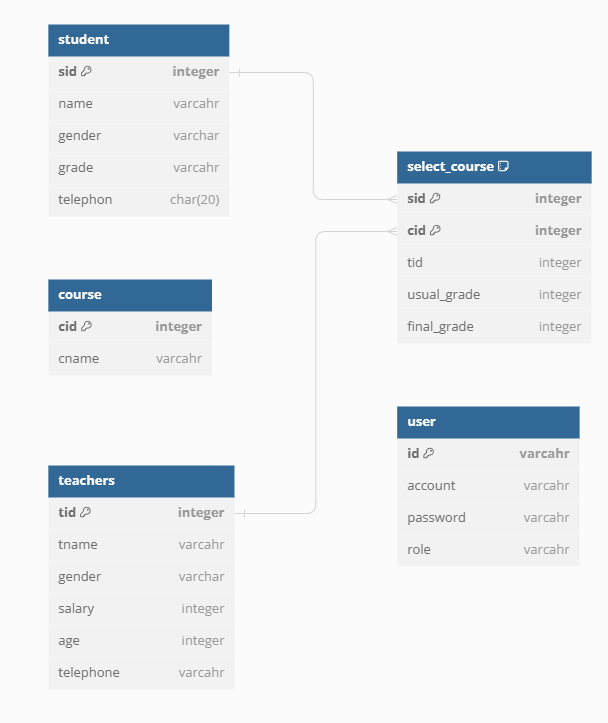 student
sid integer
name varcahr
gender varchar
grade varcahr
telephon char(20)
select_course
sid integer
cid integer
tid integer
usual_grade integer
final_grade integer
course
cid integer
cname varcahr
user
id varcahr
account varcahr
password varcahr
role varcahr
teachers
tid integer
tname varcahr
gender varchar
salary integer
age integer
telephone varcahr